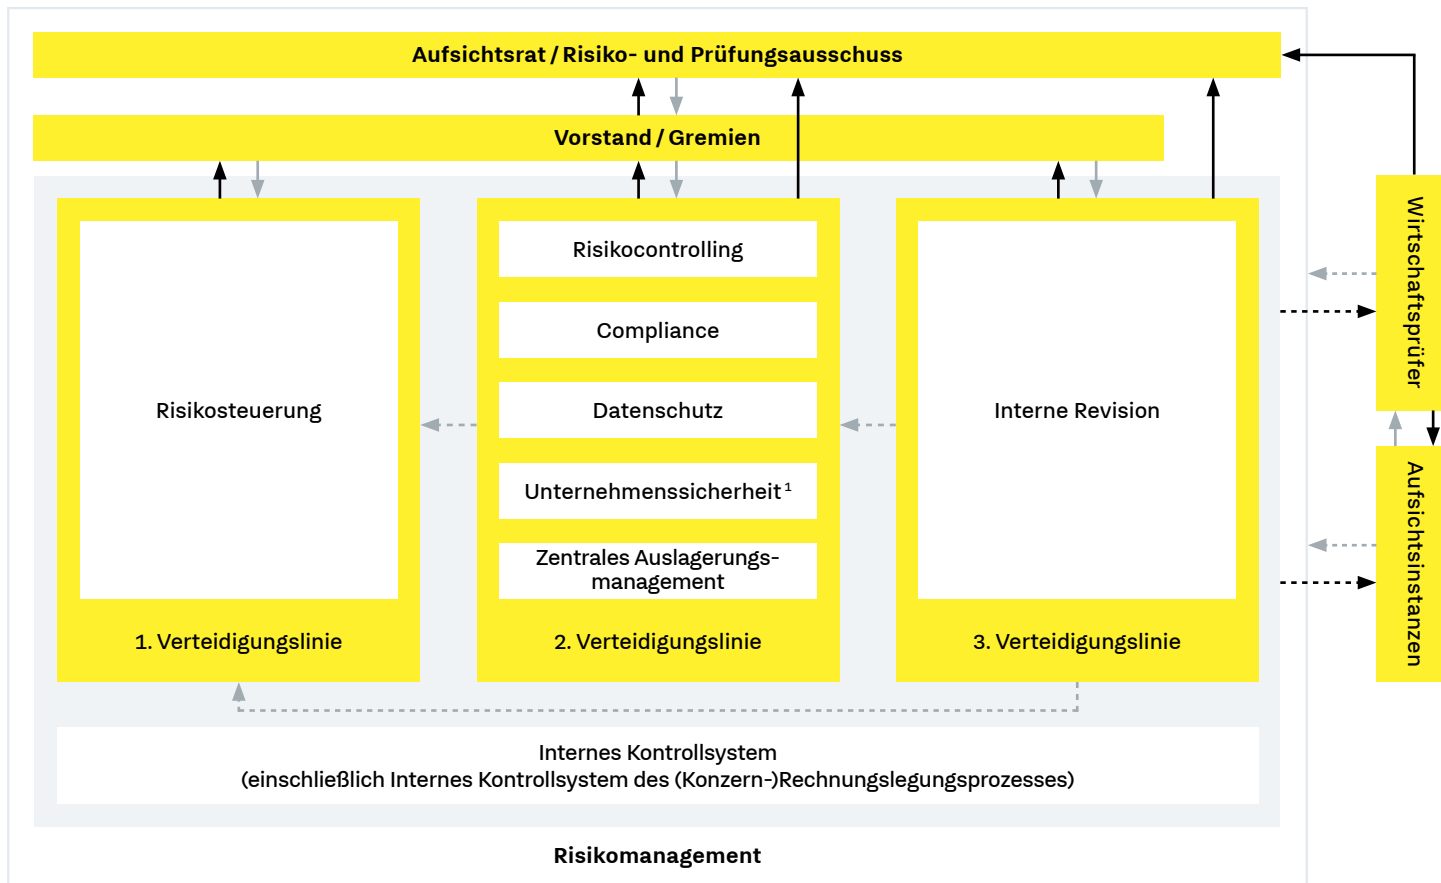 Aufsichtsrat / Risiko- und Prüfungsausschuss
Vorstand / Gremien
Risikosteuerung
1. Verteidigungslinie
Risikocontrolling
Compliance
Datenschutz
Unternehmenssicherheit¹
Zentrales Auslagerungs-
management
2. Verteidigungslinie
Interne Revision
3. Verteidigungslinie
Wirtschaftsprüfer
Aufsichtsinstanzen
Internes Kontrollsystem
(einschließlich Internes Kontrollsystem des (Konzern-)Rechnungslegungsprozesses)
Risikomanagement